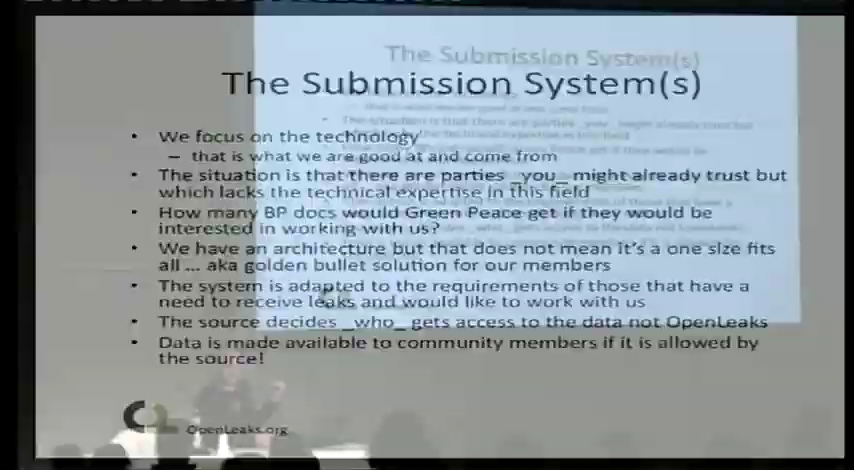 The Submission System(s)
• We focus on the technology
– that is what we are good at and come from
• The situation is that there are parties _you_ might already trust but
which lacks the technical expertise in this field
• How many BP docs would Green Peace get if they would be
interested in working with us?
• We have an architecture but that does not mean it's a one size fits
all ... aka golden bullet solution for our members
• The system is adapted to the requirements of those that have a
need to receive leaks and would like to work with us
• The source decides _who_ gets access to the data not OpenLeaks
• Data is made available to community members if it is allowed by
the source!
OpenLeaks.org
The Submission System(s)